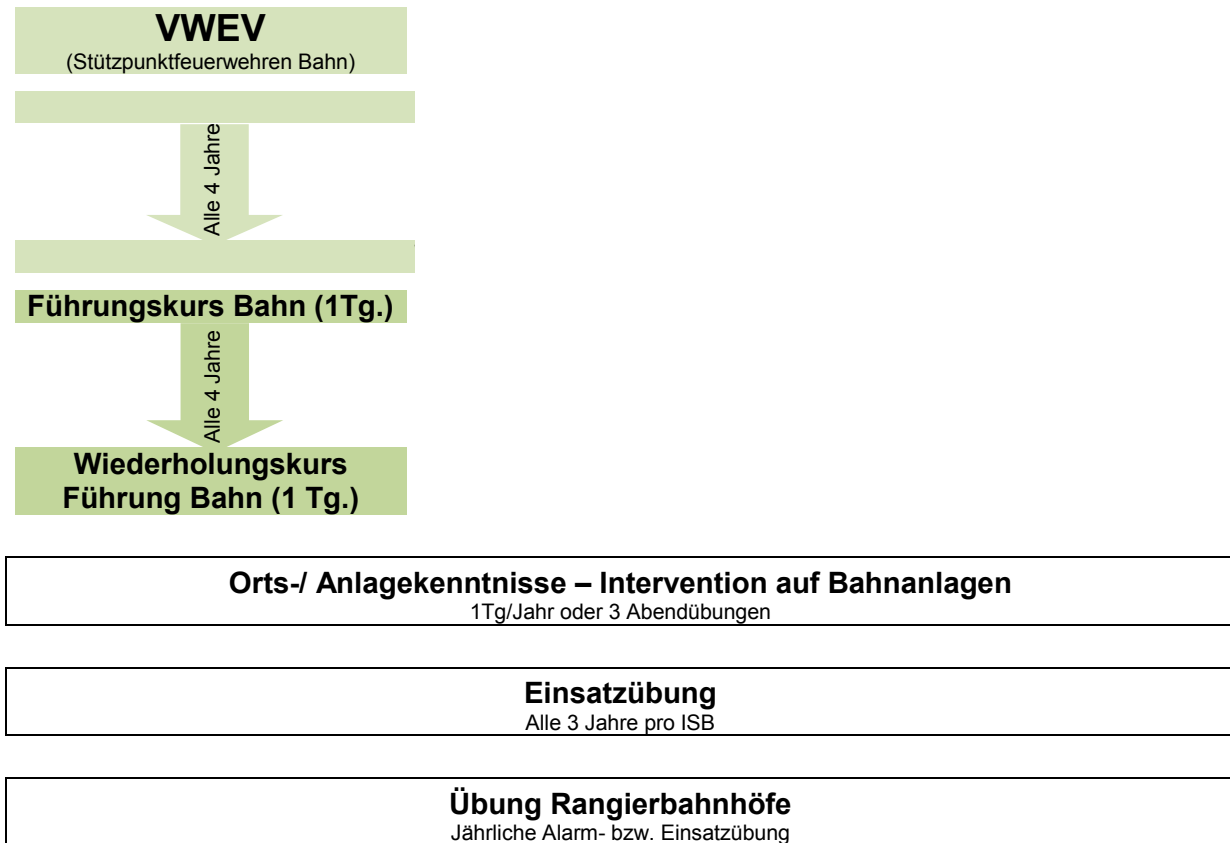 VWEV
(Stützpunktfeuerwehren Bahn)
Alle 4 Jahre
Führungskurs Bahn (1Tg.)
Alle 4 Jahre
Wiederholungskurs
Führung Bahn (1 Tg.)
Orts-/ Anlagekenntnisse – Intervention auf Bahnanlagen
1Tg/Jahr oder 3 Abendübungen
Einsatzübung
Alle 3 Jahre pro ISB
Übung Rangierbahnhöfe
Jährliche Alarm- bzw. Einsatzübung